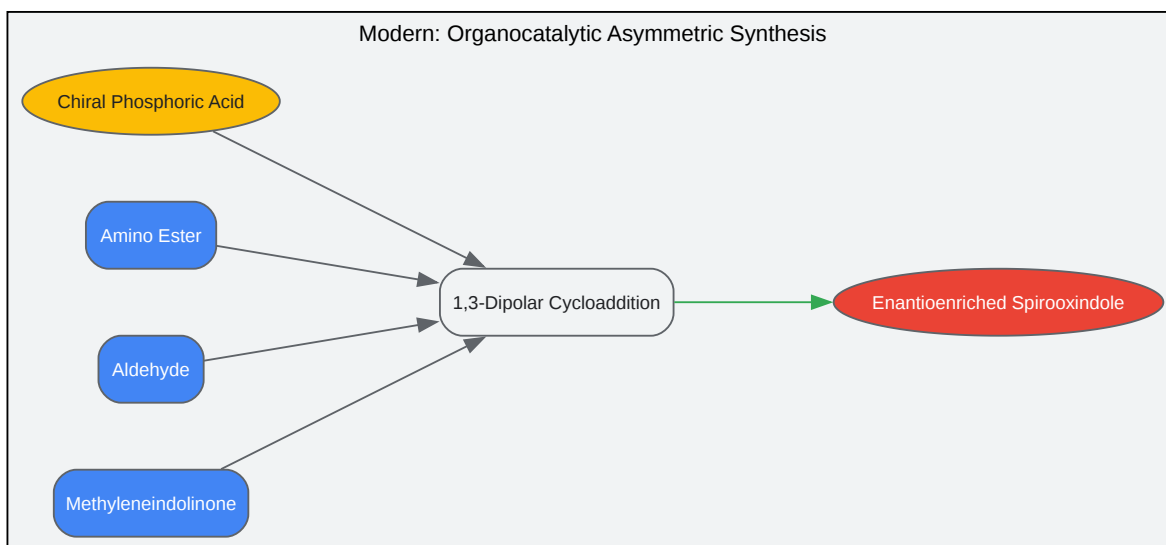 Modern: Organocatalytic Asymmetric Synthesis
Chiral Phosphoric Acid
Amino Ester
Aldehyde
Methyleneindolinone
1,3-Dipolar Cycloaddition
Enantioenriched Spirooxindole